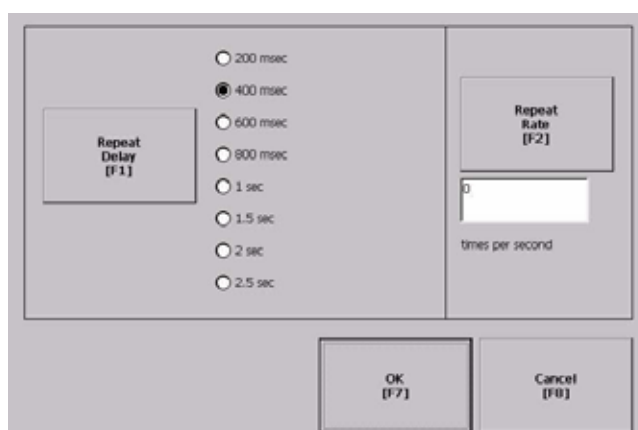 Repeat
Delay
[F1]
200 msec
400 msec
600 msec
800 msec
1 sec
1.5 sec
2 sec
2.5 sec
Repeat
Rate
[F2]
0
times per second
OK
[F7]
Cancel
[F8]